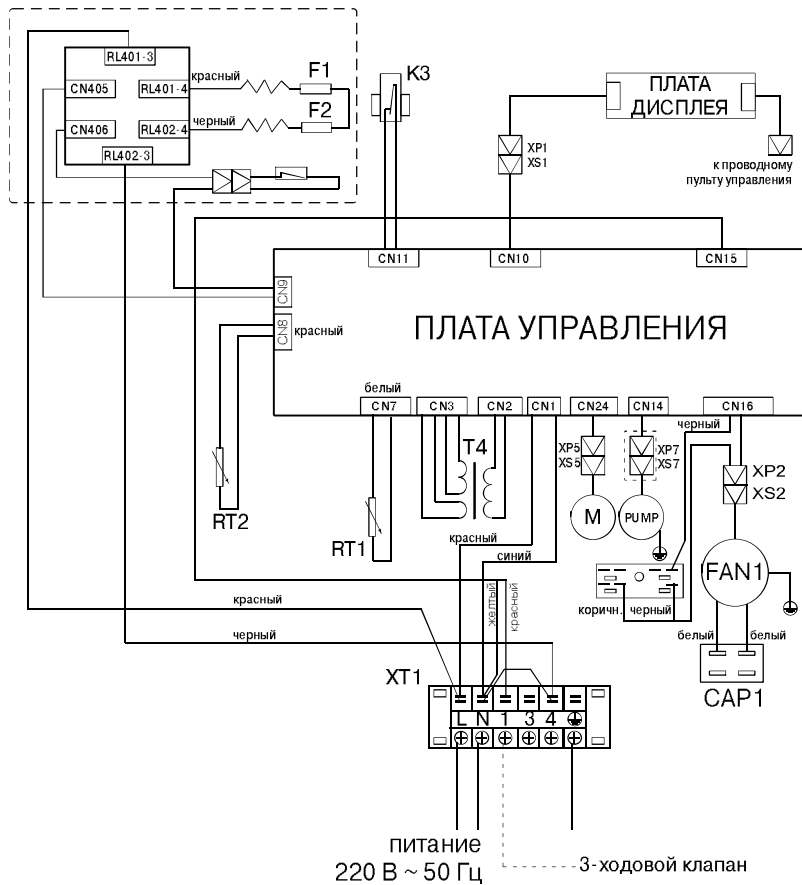 RL401-3
CN405
RL401-4
красный
F1
CN406
RL402-4
черный
F2
RL402-3
K3
ПЛАТА
ДИСПЛЕЯ
XP1
XS1
к проводному
пульту управления
CN11
CN10
CN15
CN9
CN8
красный
ПЛАТА УПРАВЛЕНИЯ
белый
CN7
CN3
CN2
CN1
CN24
CN14
CN16
черный
T4
XP5
XS5
XP7
XS7
XP2
XS2
RT2
RT1
M
PUMP
красный
синий
FAN1
желтый
красный
коричн.
черный
красный
черный
белый
белый
CAP1
XT1
L N 1 3 4
питание
220 В ~ 50 Гц
3-ходовой клапан